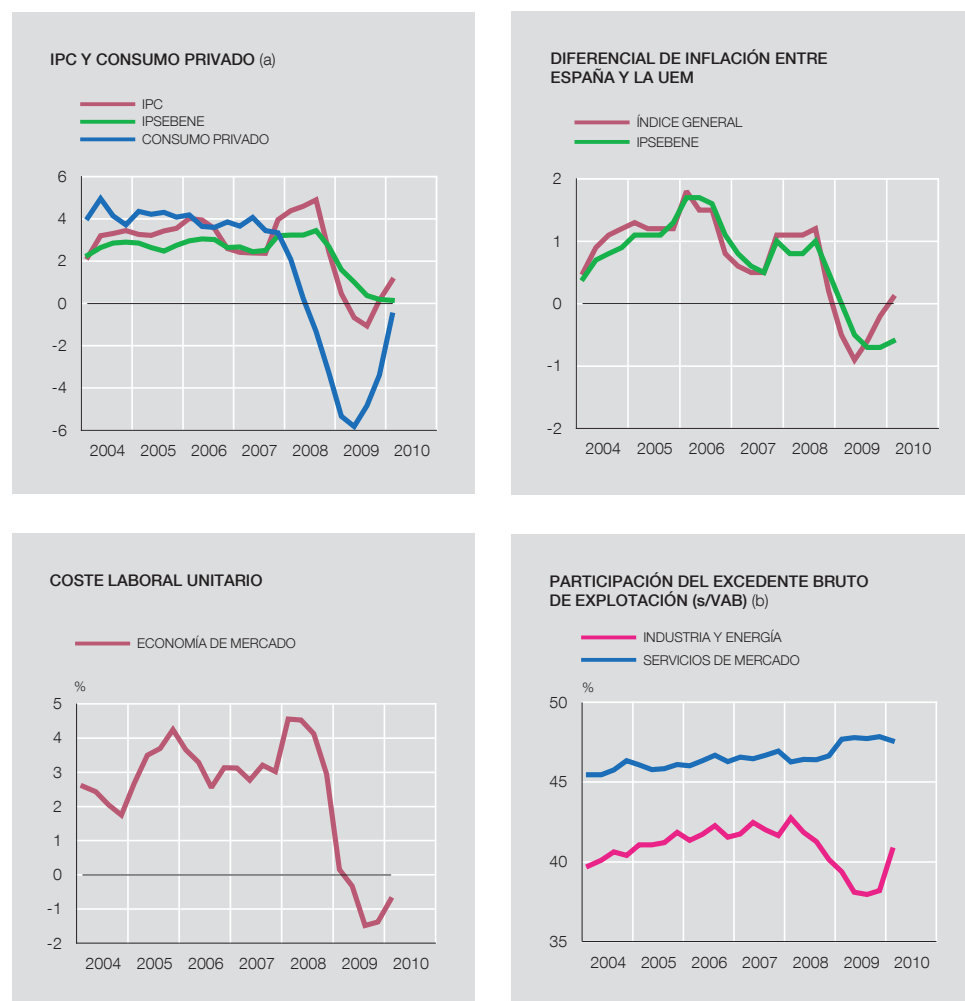 IPC Y CONSUMO PRIVADO (a)
IPC
IPSEBENE
CONSUMO PRIVADO
6
4
2
0
-2
-4
-6
2004 2005 2006 2007 2008 2009 2010
DIFERENCIAL DE INFLACIÓN ENTRE
ESPAÑA Y LA UEM
ÍNDICE GENERAL
IPSEBENE
2
1
0
-1
-2
2004 2005 2006 2007 2008 2009 2010
COSTE LABORAL UNITARIO
ECONOMÍA DE MERCADO
%
5
4
3
2
1
0
-1
-2
2004 2005 2006 2007 2008 2009 2010
PARTICIPACIÓN DEL EXCEDENTE BRUTO
DE EXPLOTACIÓN (s/VAB) (b)
INDUSTRIA Y ENERGÍA
SERVICIOS DE MERCADO
%
50
45
40
35
2004 2005 2006 2007 2008 2009 2010